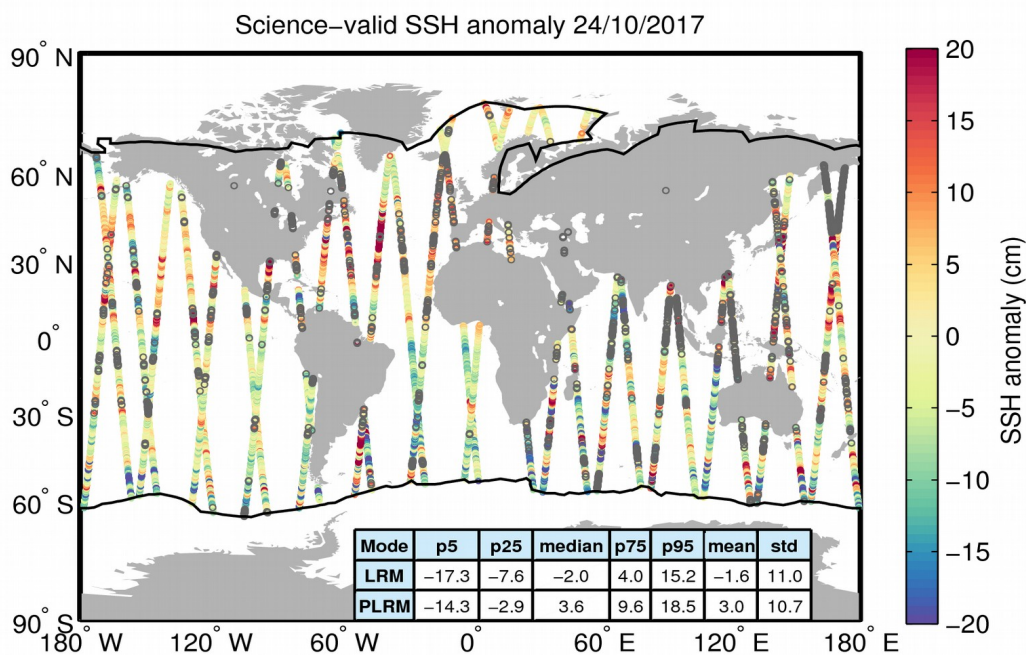 Science−valid SSH anomaly 24/10/2017
90° N
60° N
30° N
0°
30° S
60° S
90° S
180° W
120° W
60° W
0°
60° E
120° E
180° E
Mode p5 p25 median p75 p95 mean std
LRM −17.3 −7.6 −2.0 4.0 15.2 −1.6 11.0
PLRM −14.3 −2.9 3.6 9.6 18.5 3.0 10.7
20
15
10
5
0
−5
−10
−15
−20
SSH anomaly (cm)